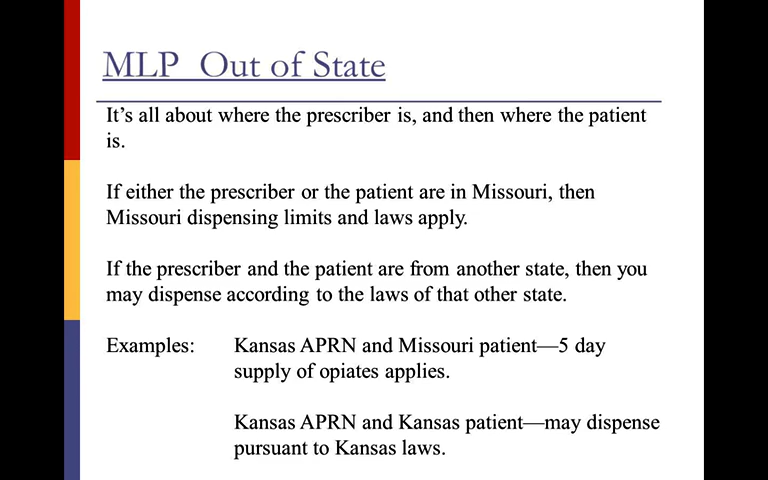 MLP Out of State
It's all about where the prescriber is, and then where the patient
is.
If either the prescriber or the patient are in Missouri, then
Missouri dispensing limits and laws apply.
If the prescriber and the patient are from another state, then you
may dispense according to the laws of that other state.
Examples: Kansas APRN and Missouri patient—5 day
supply of opiates applies.
Kansas APRN and Kansas patient—may dispense
pursuant to Kansas laws.